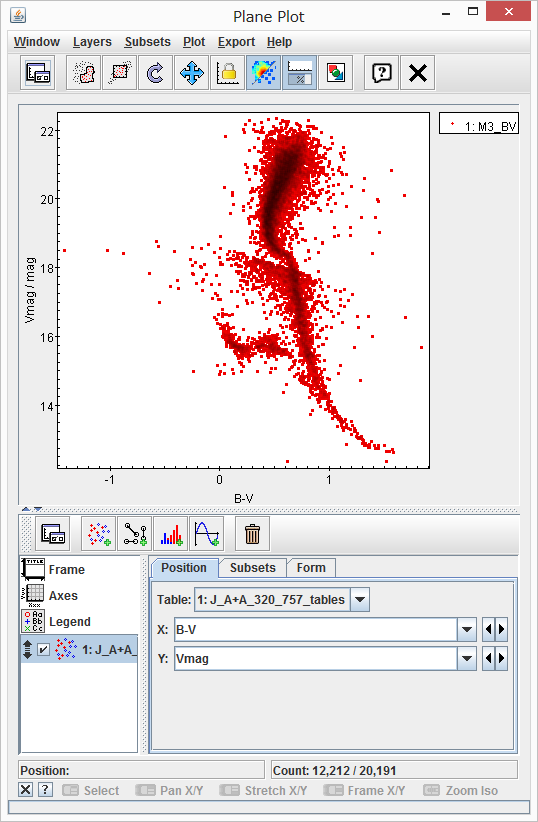 Plane Plot
Window Layers Subsets Plot Export Help
22
20
18
16
14
Vmag / mag
-1 0 1
B-V
1: M3_BV
TITLE
Frame
Axes
Legend
1: J_A+A_
Position Subsets Form
Table: 1: J_A+A_320_757_tables
X: B-V
Y: Vmag
Position:
Count: 12,212 / 20,191
Select Pan X/Y Stretch X/Y Frame X/Y Zoom Iso